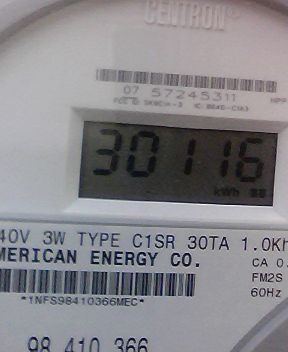 CENTRON®
07 57245311
30116
kWh
40V 3W TYPE C1SR 30TA 1.0Kh
MERICAN ENERGY CO.
CA 0.
FM2S
60Hz
*1NFS98410366MEC*
98 410 366